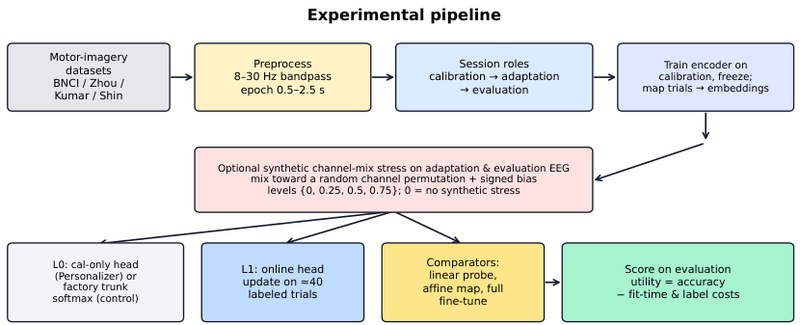 Experimental pipeline
Motor-imagery
datasets
BNCI / Zhou /
Kumar / Shin
Preprocess
8–30 Hz bandpass
epoch 0.5–2.5 s
Session roles
calibration → adaptation
→ evaluation
Train encoder on
calibration, freeze;
map trials → embeddings
Optional synthetic channel-mix stress on adaptation & evaluation EEG
mix toward a random channel permutation + signed bias
levels {0, 0.25, 0.5, 0.75}; 0 = no synthetic stress
L0: cal-only head
(Personalizer) or
factory trunk
softmax (control)
L1: online head
update on ≈40
labeled trials
Comparators:
linear probe,
affine map, full
fine-tune
Score on evaluation
utility = accuracy
− fit-time & label costs